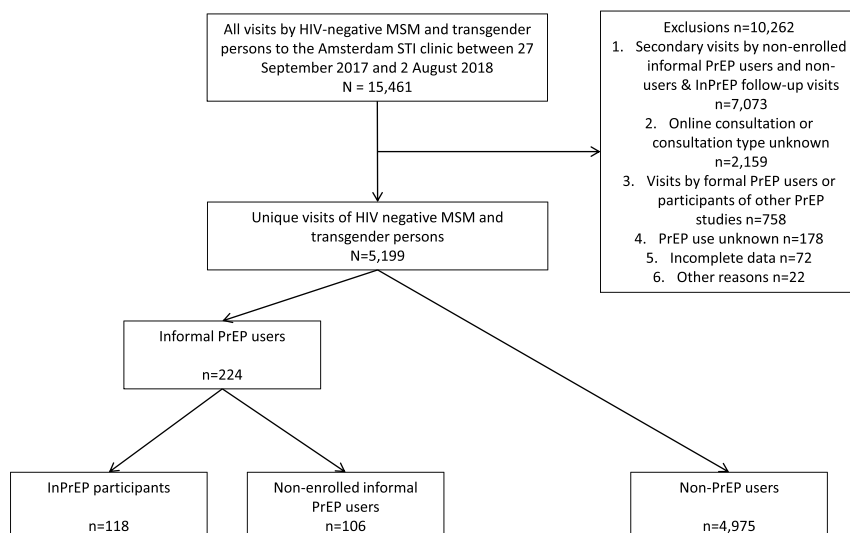 All visits by HIV-negative MSM and transgender
persons to the Amsterdam STI clinic between 27
September 2017 and 2 August 2018
N = 15,461
Exclusions n=10,262
1. Secondary visits by non-enrolled
informal PrEP users and non-
users & InPrEP follow-up visits
n=7,073
2. Online consultation or
consultation type unknown
n=2,159
3. Visits by formal PrEP users or
participants of other PrEP
studies n=758
4. PrEP use unknown n=178
5. Incomplete data n=72
6. Other reasons n=22
Unique visits of HIV negative MSM and
transgender persons
N=5,199
Informal PrEP users
n=224
InPrEP participants
n=118
Non-enrolled informal
PrEP users
n=106
Non-PrEP users
n=4,975